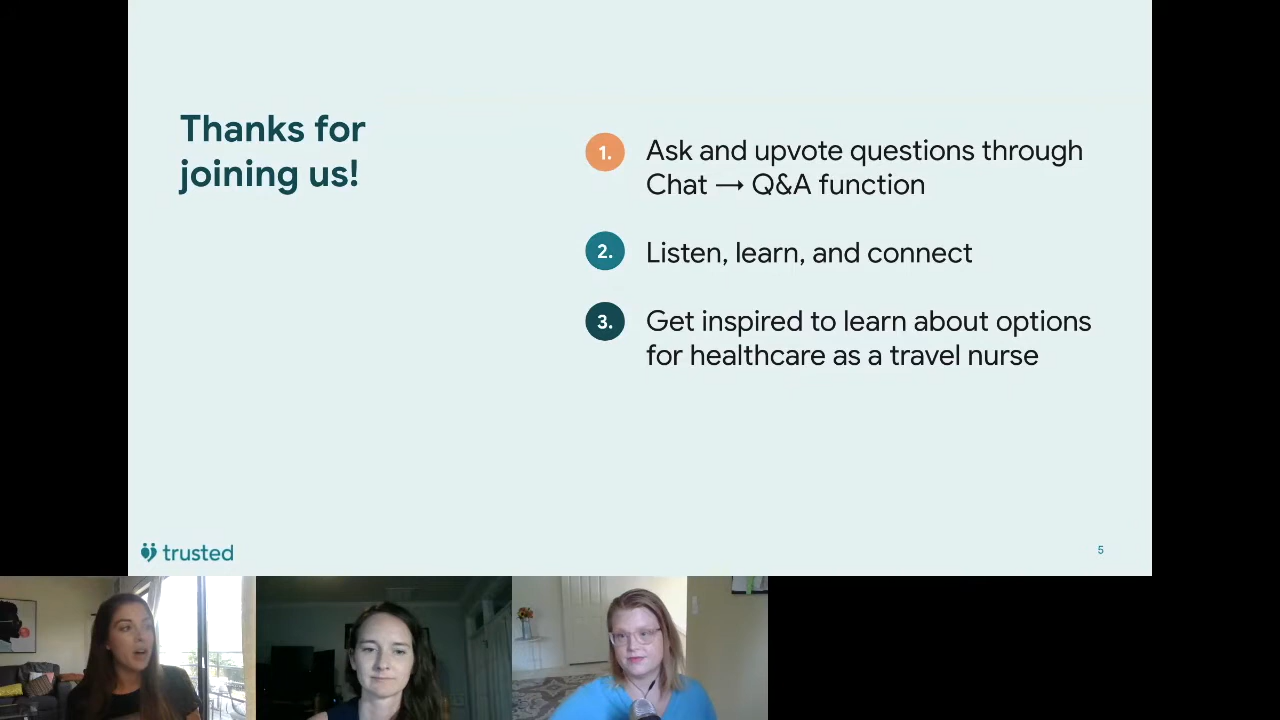 Thanks for
joining us!
1.
Ask and upvote questions through
Chat → Q&A function
2.
Listen, learn, and connect
3.
Get inspired to learn about options
for healthcare as a travel nurse
trusted
5